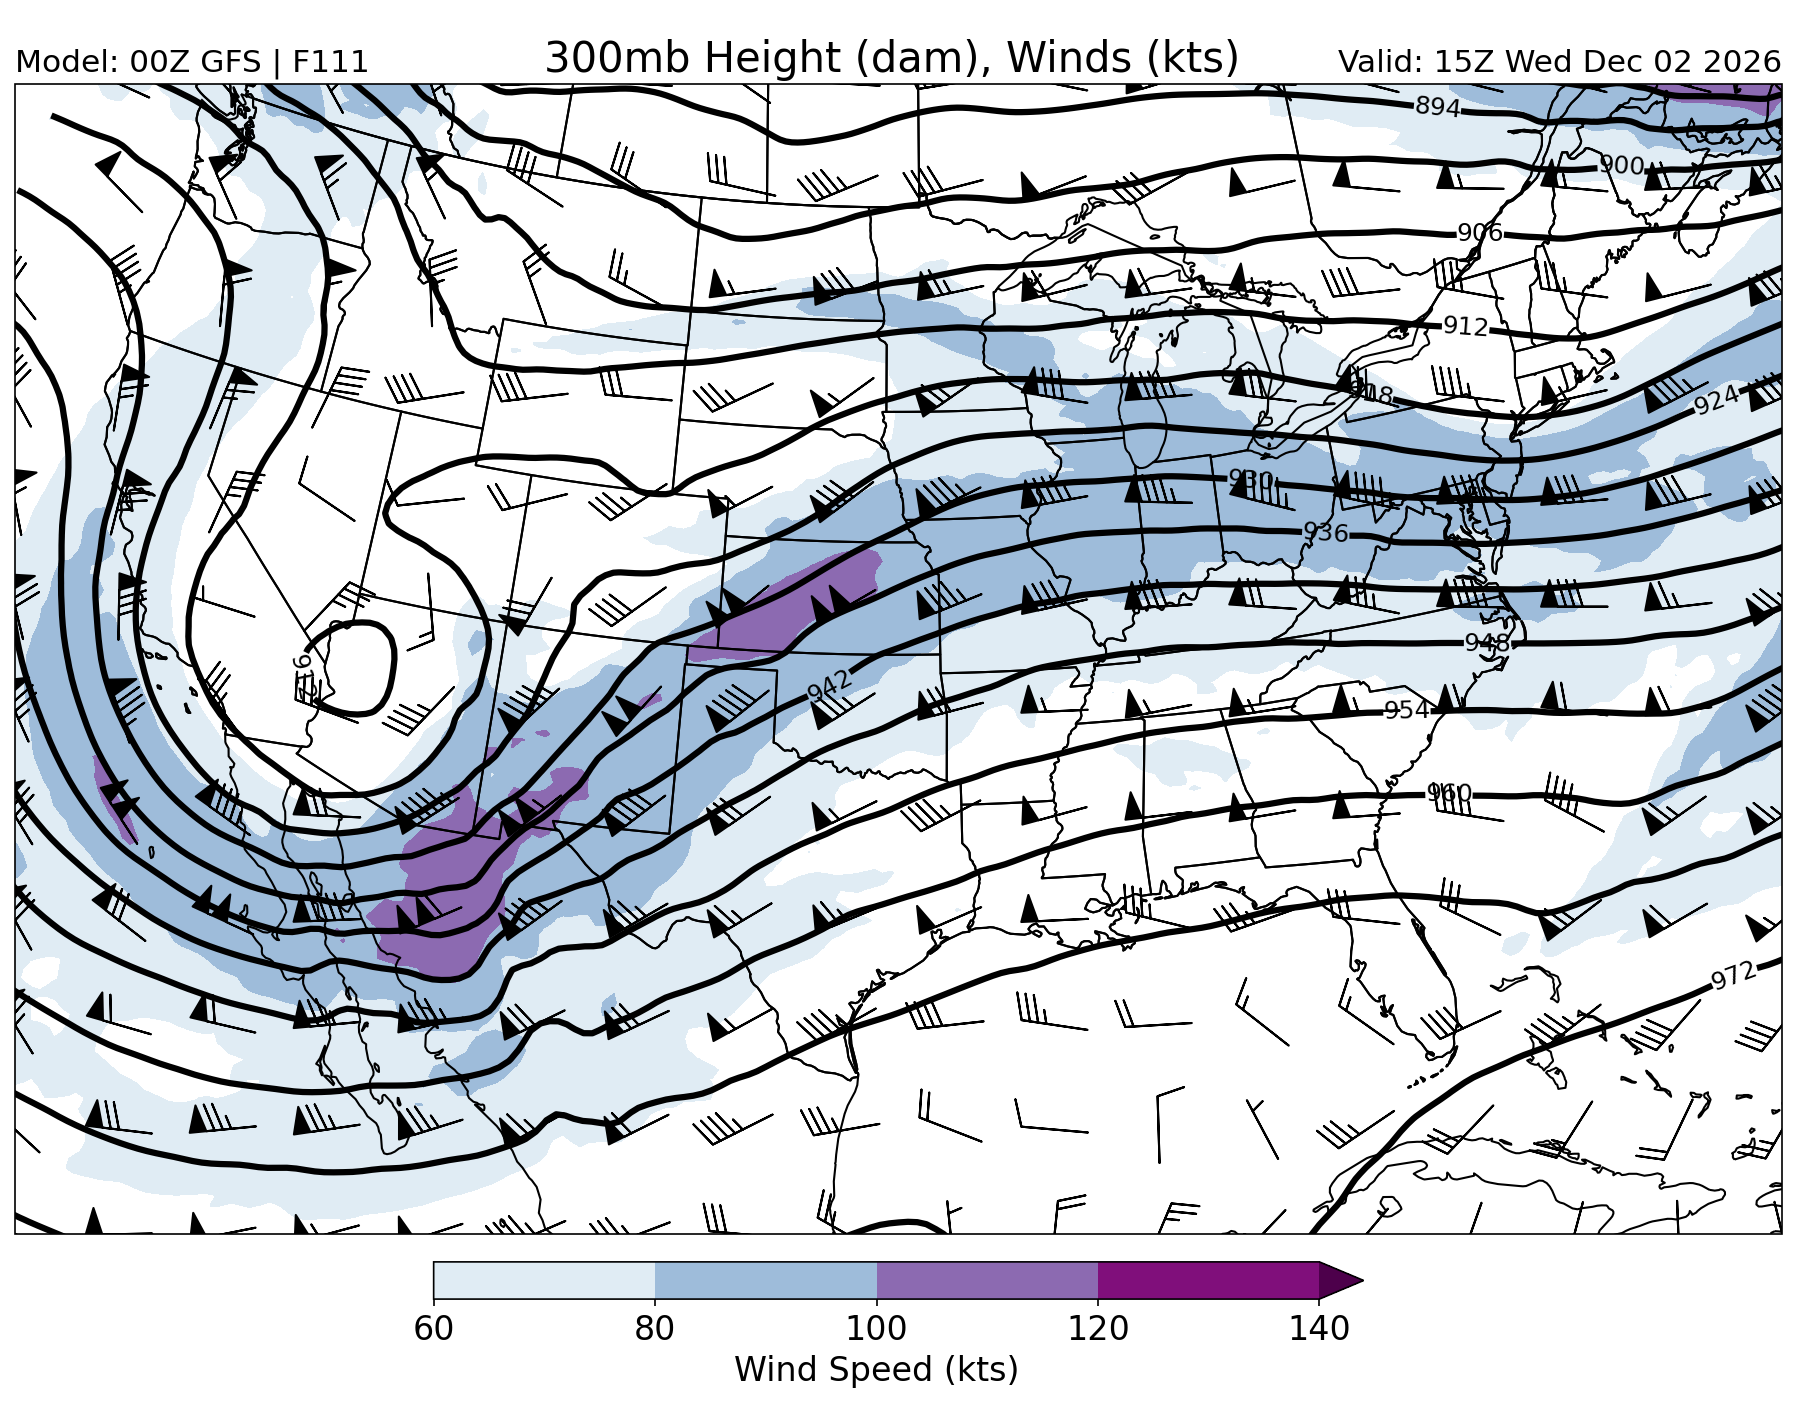 Model: 00Z GFS | F111
300mb Height (dam), Winds (kts)
Valid: 15Z Wed Dec 02 2026
894
900
906
912
918
924
930
936
942
948
954
960
972
60 80 100 120 140
Wind Speed (kts)